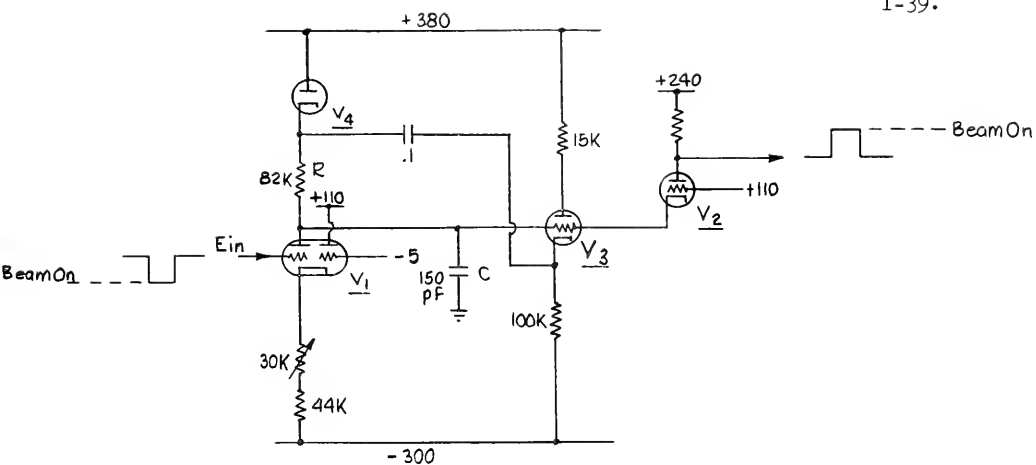 1-39.
+380
+240
V4
.1
15K
Beam On
R
82K
+110
+110
V2
Ein
-5
V3
Beam On
V1
150
pf
C
100K
30K
44K
-300